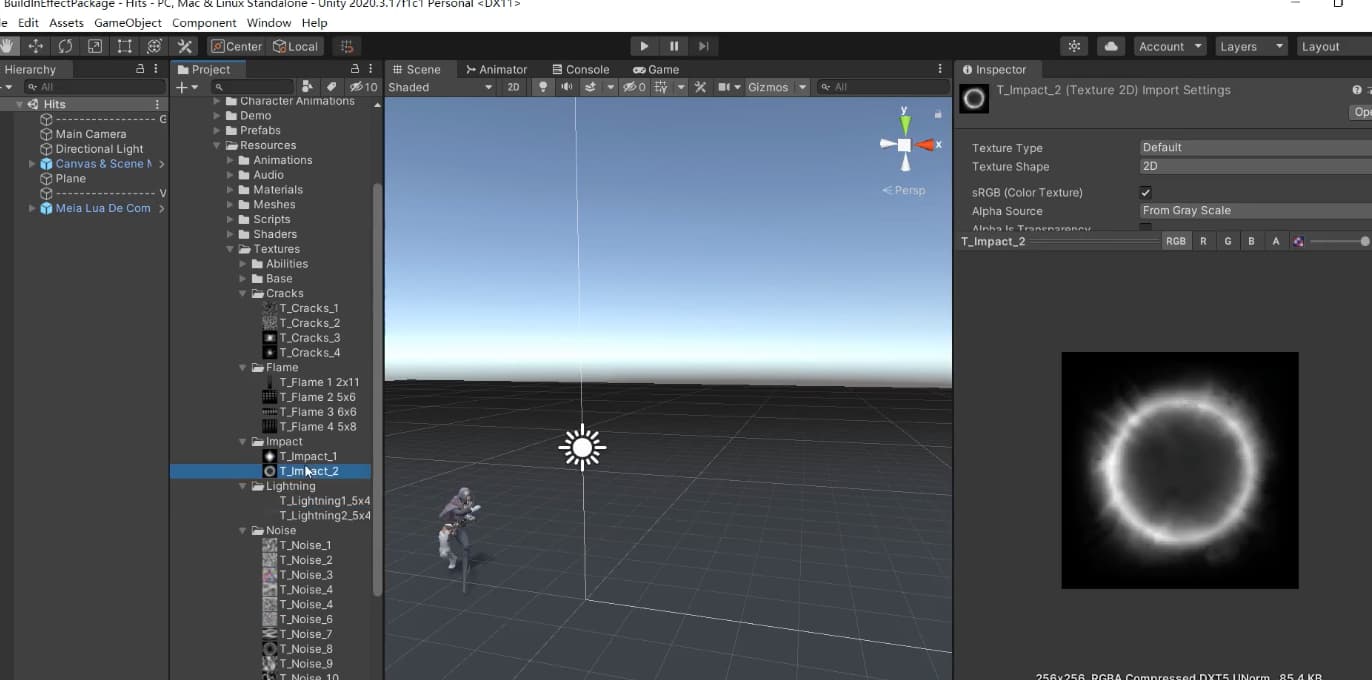 BuildInEffectPackage - Hits - PC, Mac & Linux Standalone - Unity 2020.3.17f1c1 Personal <DX11>
Edit Assets GameObject Component Window Help
Center Local
Account Layers Layout
Hierarchy
All
Hits
------------------ G
Main Camera
Directional Light
Canvas & Scene M
Plane
------------------ V
Meia Lua De Com
Project
10
Character Animations
Demo
Prefabs
Resources
Animations
Audio
Materials
Meshes
Scripts
Shaders
Textures
Abilities
Base
Cracks
T_Cracks_1
T_Cracks_2
T_Cracks_3
T_Cracks_4
Flame
T_Flame 1 2x11
T_Flame 2 5x6
T_Flame 3 6x6
T_Flame 4 5x8
Impact
T_Impact_1
T_Impact_2
Lightning
T_Lightning1_5x4
T_Lightning2_5x4
Noise
T_Noise_1
T_Noise_2
T_Noise_3
T_Noise_4
T_Noise_4
T_Noise_6
T_Noise_7
T_Noise_8
T_Noise_9
T_Noise_10
Scene Animator Console Game
Shaded 2D 0 Gizmos All
y
x
Persp
Inspector
T_Impact_2 (Texture 2D) Import Settings
Ope
Texture Type Default
Texture Shape 2D
sRGB (Color Texture)
Alpha Source From Gray Scale
Alpha Is Transparency
T_Impact_2 RGB R G B A
256x256 RGBA Compressed DXT5 UNorm 85.4 KB